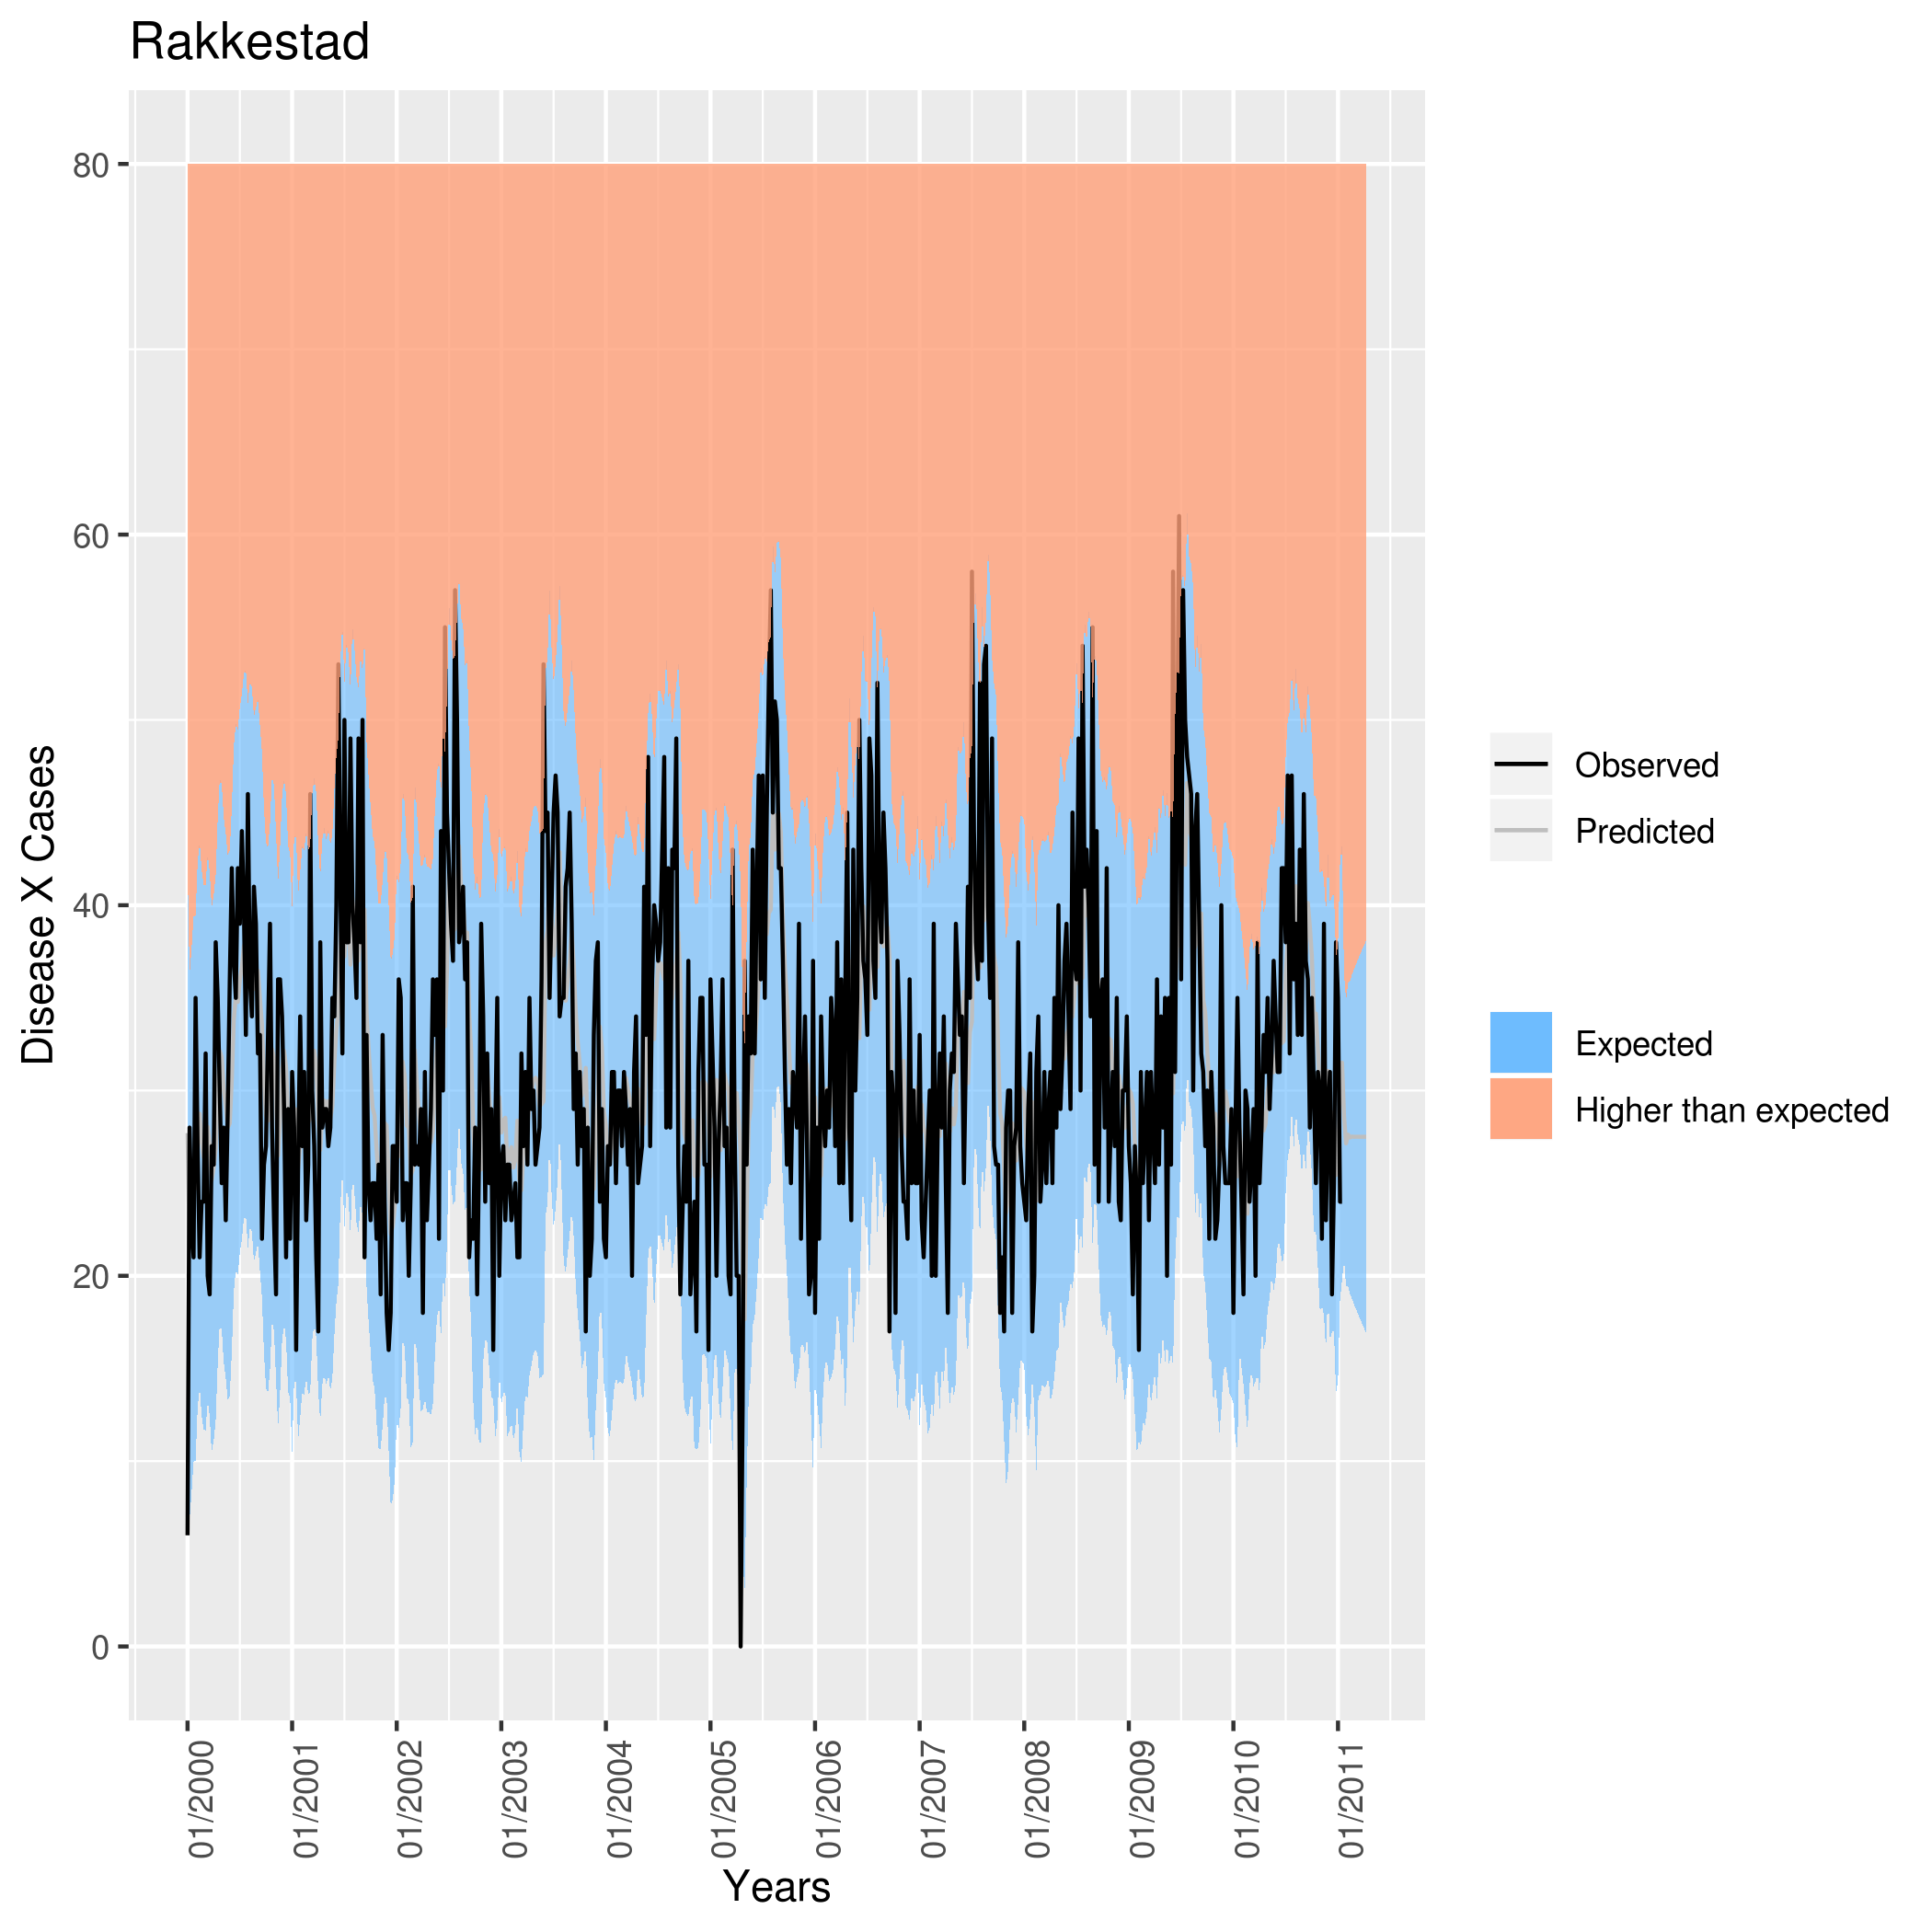 Rakkestad
Disease X Cases
80
60
40
20
0
01/2000
01/2001
01/2002
01/2003
01/2004
01/2005
01/2006
01/2007
01/2008
01/2009
01/2010
01/2011
Years
Observed
Predicted
Expected
Higher than expected